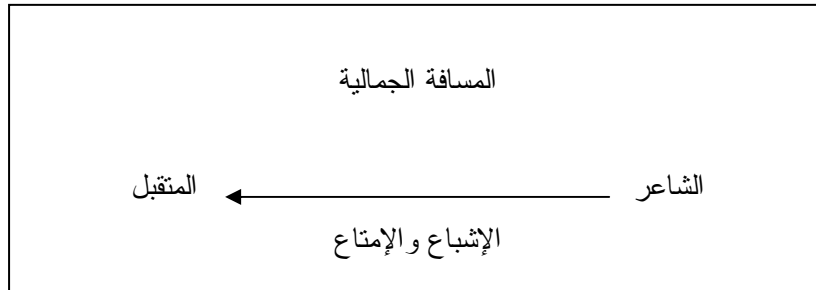 المسافة الجمالية
الشاعر المتقبل
الإشباع والإمتاع